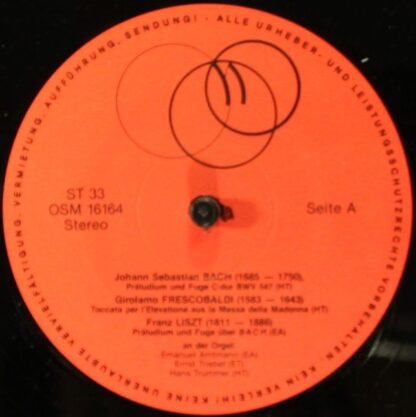 ALLE URHEBER- UND LEISTUNGSSCHUTZRECHTE VORBEHALTEN. KEIN VERLEIH! KEINE UNERLAUBTE VERVIELFÄLTIGUNG, VERMIETUNG, AUFFÜHRUNG, SENDUNG! -
ST 33
OSM 16164
Stereo
Seite A
Johann Sebastian BACH (1685 — 1750),
Präludium und Fuge C-dur BWV 547 (HT)
Girolamo FRESCOBALDI (1583 — 1643)
Toccata per l'Elevatione aus la Messa della Madonna (HT)
Franz LISZT (1811 — 1886)
Präludium und Fuge über B-A-C-H (EA)
an der Orgel:
Emanuel Amtmann (EA)
Ernst Triebel (ET)
Hans Trummer (HT)